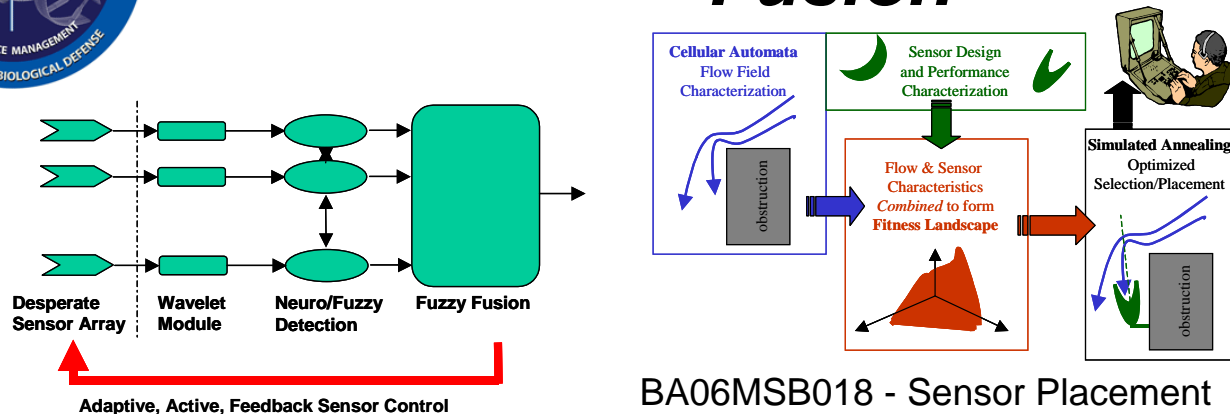 Fusion
CE MANAGEMENT
BIOLOGICAL DEFENSE
Desperate
Sensor Array
Wavelet
Module
Neuro/Fuzzy
Detection
Fuzzy Fusion
Adaptive, Active, Feedback Sensor Control
Cellular Automata
Flow Field
Characterization
obstruction
Sensor Design
and Performance
Characterization
Flow & Sensor
Characteristics
Combined to form
Fitness Landscape
Simulated Annealing
Optimized
Selection/Placement
obstruction
BA06MSB018 - Sensor Placement